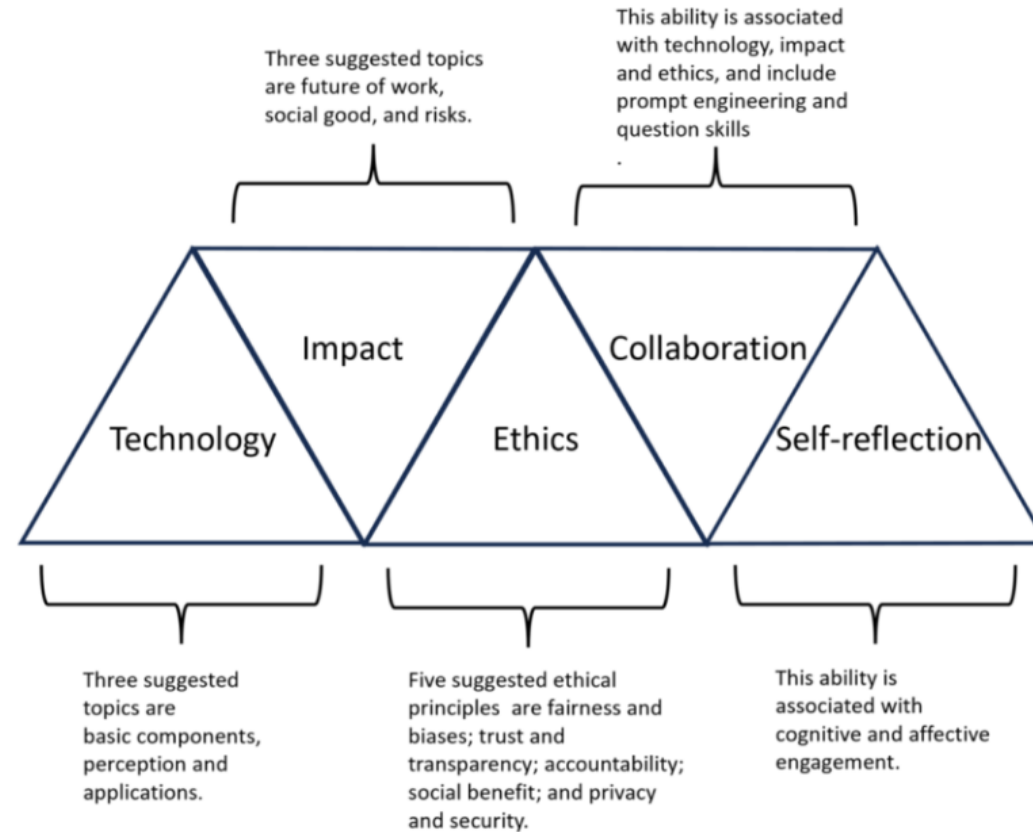 Three suggested topics
are future of work,
social good, and risks.
This ability is associated
with technology, impact
and ethics, and include
prompt engineering and
question skills
.
Impact
Collaboration
Technology
Ethics
Self-reflection
Three suggested
topics are
basic components,
perception and
applications.
Five suggested ethical
principles are fairness and
biases; trust and
transparency; accountability;
social benefit; and privacy
and security.
This ability is
associated with
cognitive and affective
engagement.